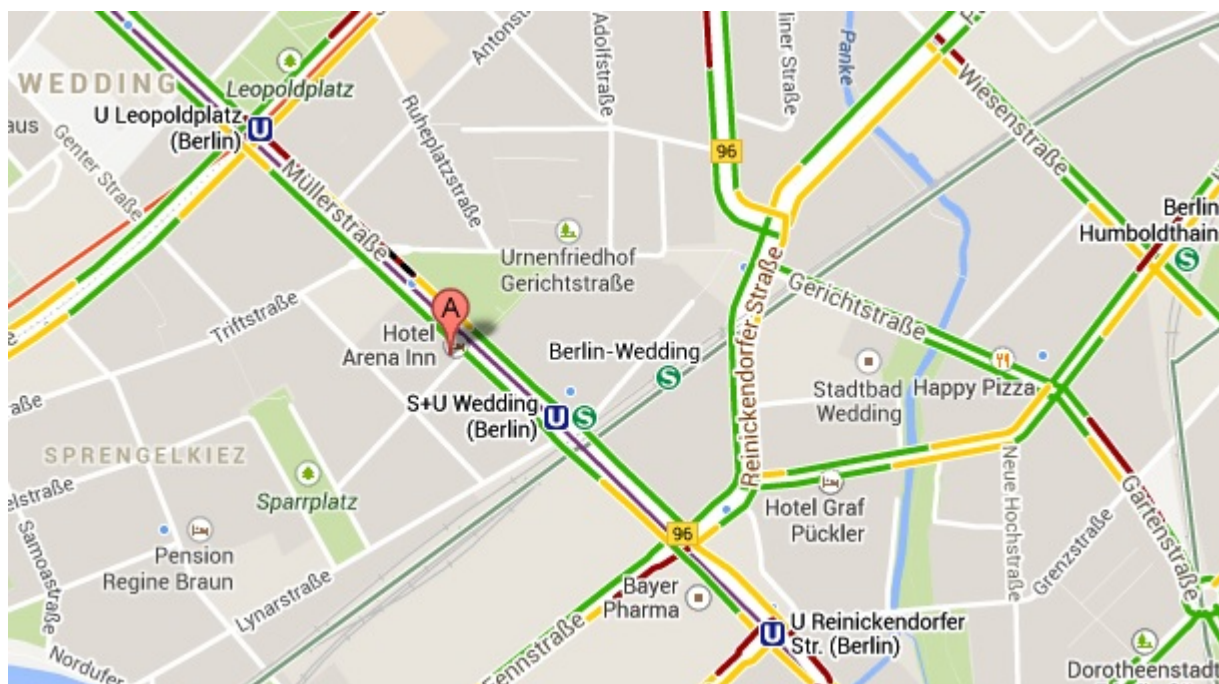 WEDDING
Leopoldplatz
U Leopoldplatz
(Berlin)
aus
Genter Straße
Müllerstraße
Ruheplatzstraße
Adolfstraße
liner Straße
Panke
96
Wiesenstraße
Berlin
Humboldthain
Urnenfriedhof
Gerichtstraße
Triftstraße
A
Hotel
Arena Inn
Berlin-Wedding
Reinickendorfer Straße
Gerichtstraße
Stadtbad
Wedding
Happy Pizza
S+U Wedding
(Berlin)
U
S
SPRENGELKIEZ
Sparrplatz
aße
elstraße
Samoastraße
Pension
Regine Braun
Lynarstraße
Nordufer
96
Hotel Graf
Pückler
Neue Hochstraße
Grenzstraße
Gartenstraße
Bayer
Pharma
U Reinickendorfer
Str. (Berlin)
Fennstraße
Dorotheenstadt